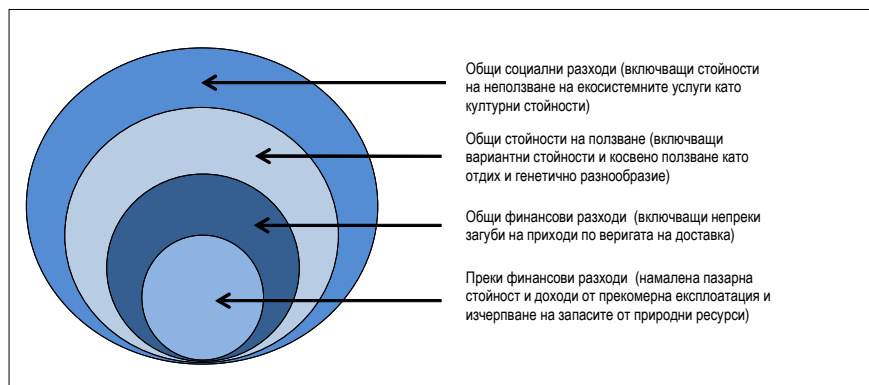 Общи социални разходи (включващи стойности
на неползване на екосистемните услуги като
културни стойности)
Общи стойности на ползване (включващи
вариантни стойности и косвено ползване като
отдих и генетично разнообразие)
Общи финансови разходи (включващи непреки
загуби на приходи по веригата на доставка)
Преки финансови разходи (намалена пазарна
стойност и доходи от прекомерна експлоатация и
изчерпване на запасите от природни ресурси)